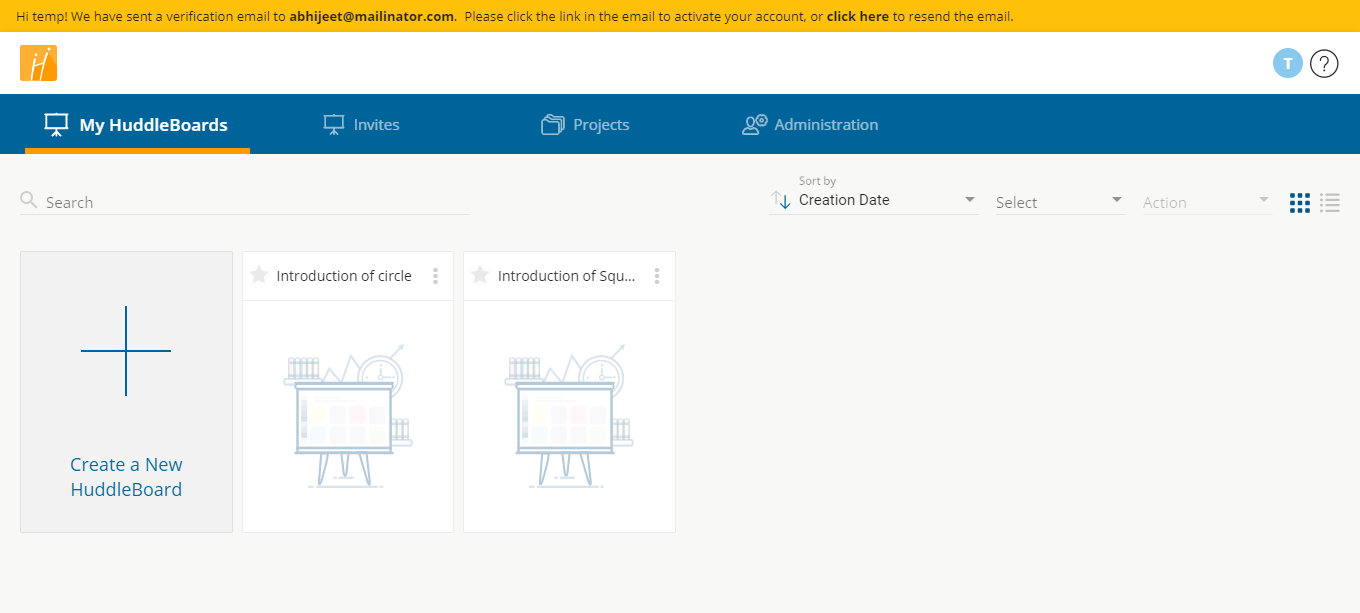 Hi temp! We have sent a verification email to abhijeet@mailinator.com. Please click the link in the email to activate your account, or click here to resend the email.
H
T
?
My HuddleBoards
Invites
Projects
Administration
Search
Sort by
Creation Date
Select
Action
Create a New
HuddleBoard
Introduction of circle
Introduction of Squ...